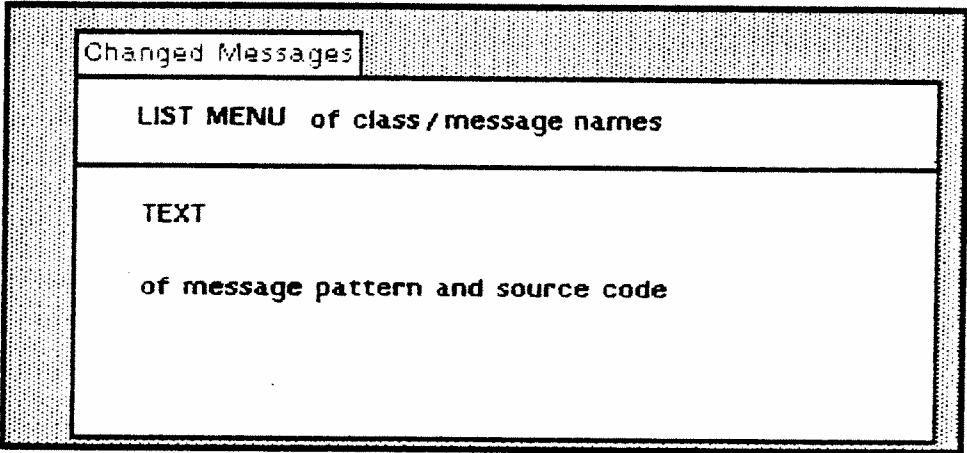 Changed Messages
LIST MENU of class / message names
TEXT
of message pattern and source code